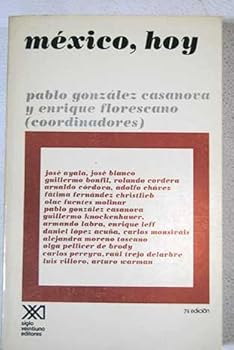 méxico, hoy
pablo gonzález casanova
y enrique florescano
(coordinadores)
josé ayala, josé blanco
guillermo bonfil, rolando cordera
arnaldo córdova, adolfo chávez
fátima fernández christlieb
olac fuentes molinar
pablo gonzález casanova
guillermo knockenhauer,
armando labra, enrique leff
daniel lópez acuña, carlos monsiváis
alejandra moreno toscano
olga pellicer de brody
carlos pereyra, raúl trejo delarbre
luis villoro, arturo warman
siglo
veintiuno
editores
7a edición